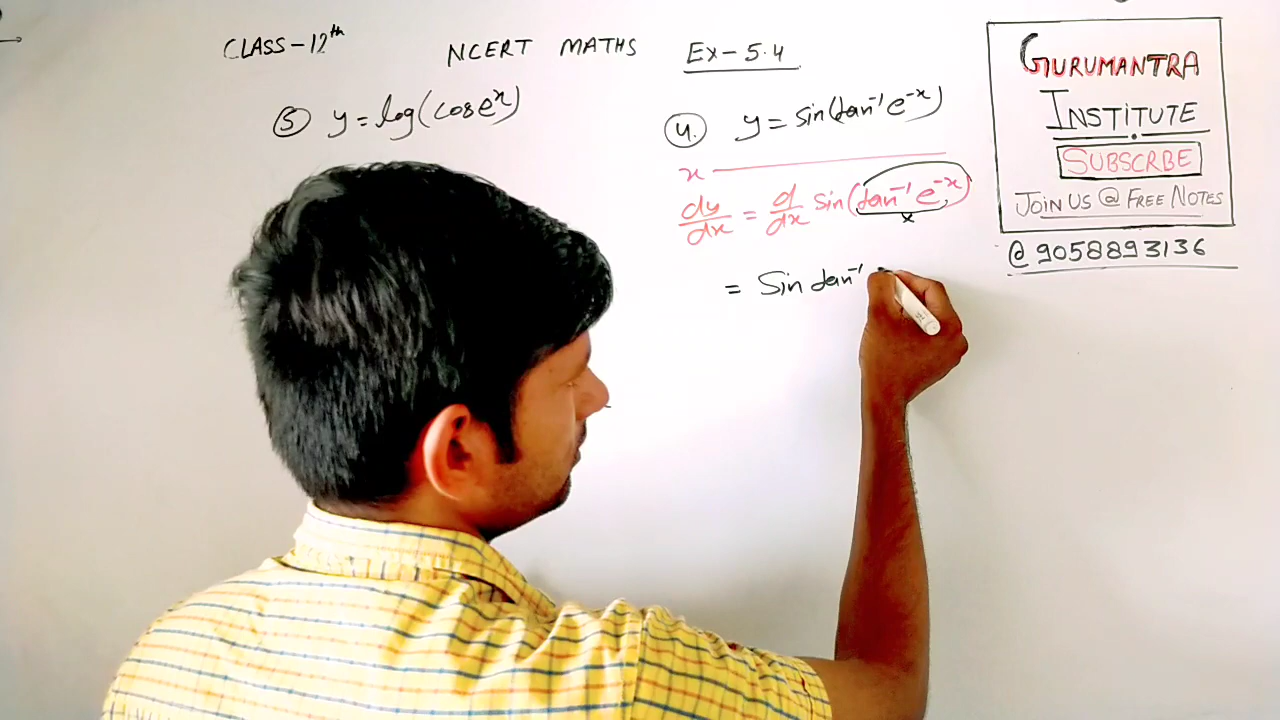 CLASS-12th NCERT MATHS Ex-5.4
⑤ y = log(cos e^x)
④. y = sin(tan⁻¹ e⁻ˣ)
x
dy/dx = d/dx sin(tan⁻¹ e⁻ˣ)
x
= Sin tan⁻¹
GURUMANTRA
INSTITUTE
SUBSCRBE
JOIN US @ FREE NOTES
@ 9058893136